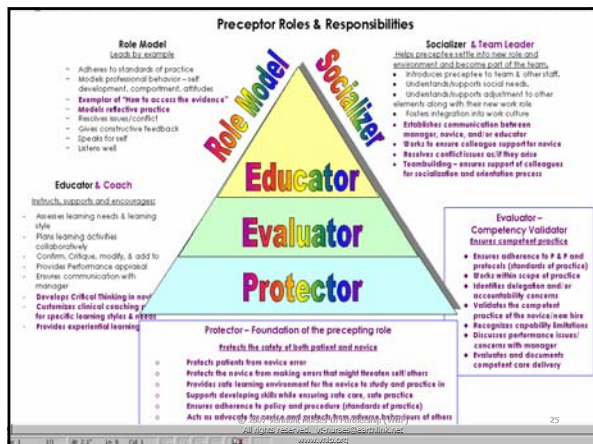 Preceptor Roles & Responsibilities
Role Model
Leads by example
- Adheres to standards of practice
- Models professional behavior – self
development, comportment, attitudes
- Exemplar of "How to access the evidence"
- Models reflective practice
- Resolves issues/conflict
- Gives constructive feedback
- Speaks for self
- Listens well
Socializer & Team Leader
Helps preceptee settle into new role and
environment and become part of the team.
• Introduces preceptee to team & other staff.
• Understands/supports social needs.
• Understands/supports adjustment to other
elements along with their new work role
• Fosters integration into work culture
• Establishes communication between
manager, novice, and/or educator
• Works to ensure colleague support for novice
• Resolves conflict issues as/if they arise
• Teambuilding – ensures support of colleagues
for socialization and orientation process
Role Model
Socializer
Educator
Evaluator
Protector
Educator & Coach
Instructs, supports and encourages:
- Assesses learning needs & learning
style
- Plans learning activities
collaboratively
- Confirm, Critique, modify, & add to
- Provides Performance appraisal
- Ensures communication with
manager
- Develops Critical Thinking in
- Customizes clinical coaching
for specific learning styles &
- Provides experiential learning
Evaluator –
Competency Validator
Ensures competent practice
• Ensures adherence to P & P and
protocols (standards of practice)
• Works within scope of practice
• Identifies delegation and/or
accountability concerns
• Validates the competent
practice of the novice/new hire
• Recognizes capability limitations
• Discusses performance issues/
concerns with manager
• Evaluates and documents
competent care delivery
Protector – Foundation of the precepting role
Protects the safety of both patient and novice
o Protects patients from novice error
o Protects the novice from making errors that might threaten self/others
o Provides safe learning environment for the novice to study and practice in
o Supports developing skills while ensuring safe care, safe practice
o Ensures adherence to policy and procedure (standards of practice)
o Acts as advocate for novice and protects from adverse behaviours of others
All rights reserved. vt-nurses@earthlink.net
www.vnip.org
25